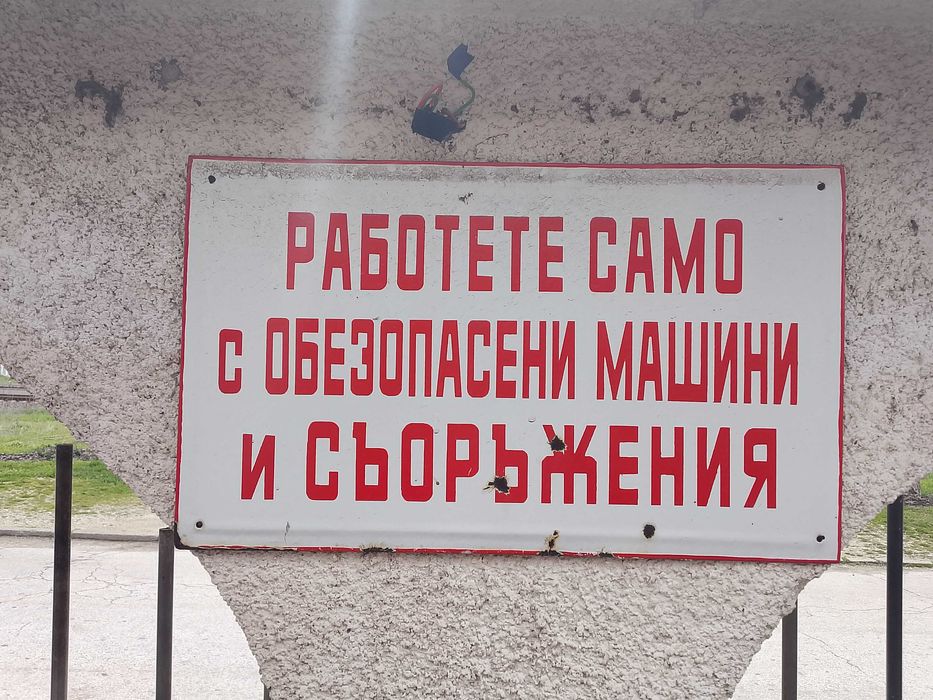 РАБОТЕТЕ САМО
с ОБЕЗОПАСЕНИ МАШИНИ
и СЪОРЪЖЕНИЯ